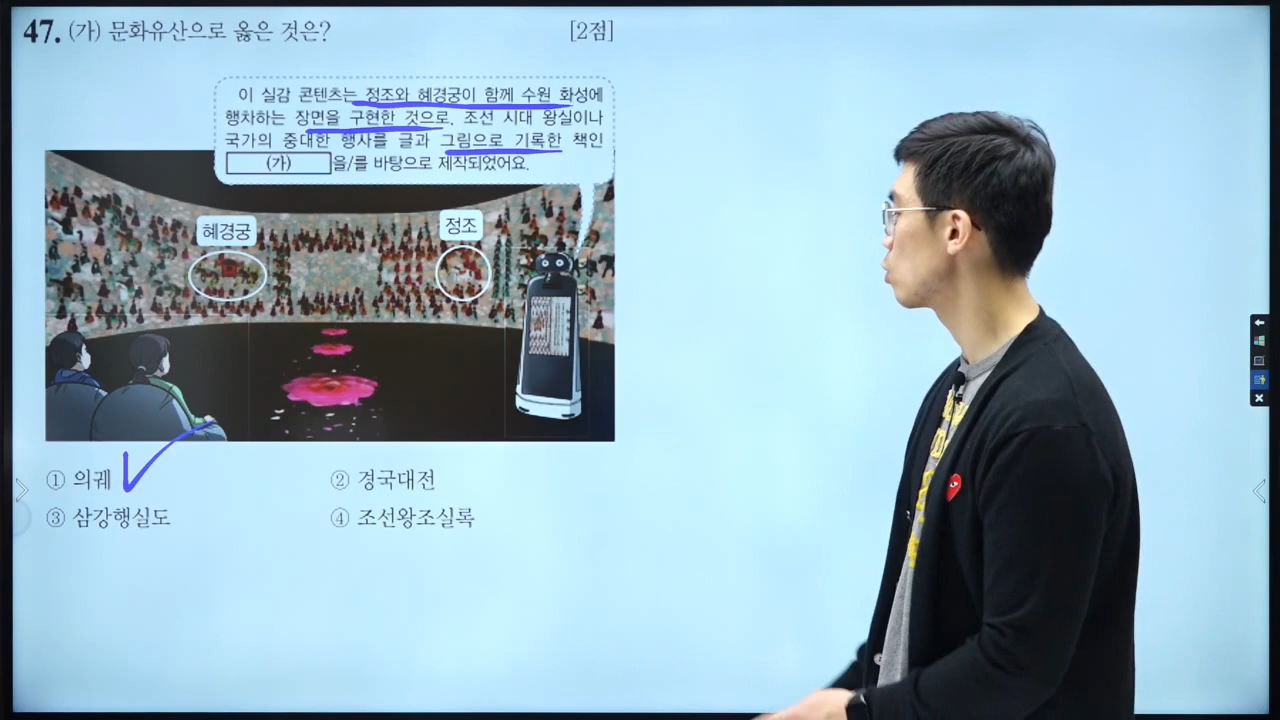 47. (가) 문화유산으로 옳은 것은? [2점]
이 실감 콘텐츠는 정조와 혜경궁이 함께 수원 화성에
행차하는 장면을 구현한 것으로, 조선 시대 왕실이나
국가의 중대한 행사를 글과 그림으로 기록한 책인
(가) 을/를 바탕으로 제작되었어요.
혜경궁
정조
① 의궤
② 경국대전
③ 삼강행실도
④ 조선왕조실록